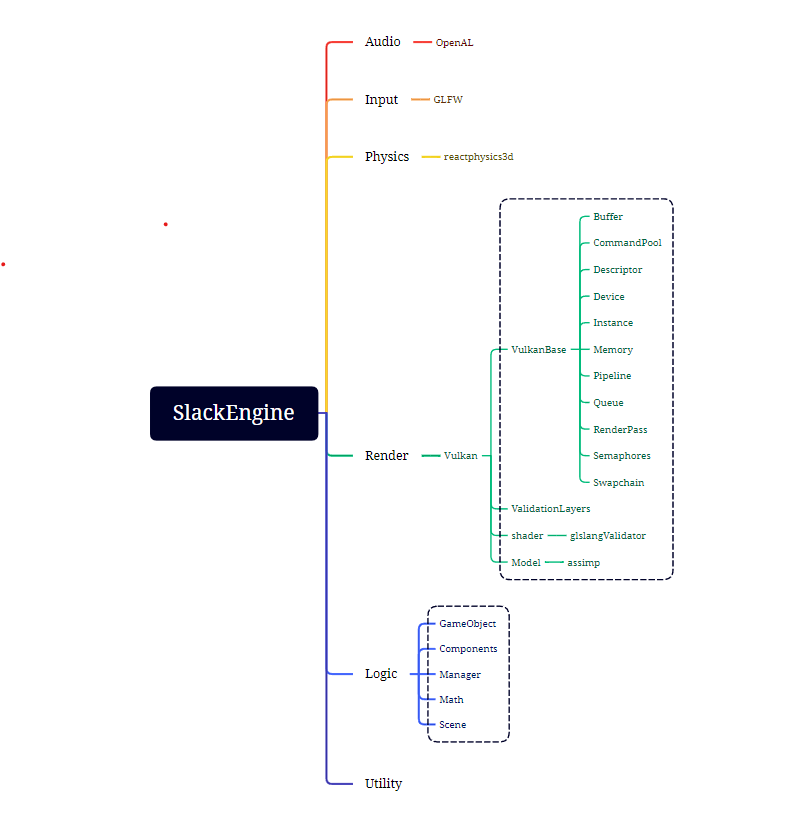 SlackEngine
Audio
OpenAL
Input
GLFW
Physics
reactphysics3d
Render
Vulkan
VulkanBase
Buffer
CommandPool
Descriptor
Device
Instance
Memory
Pipeline
Queue
RenderPass
Semaphores
Swapchain
ValidationLayers
shader
glslangValidator
Model
assimp
Logic
GameObject
Components
Manager
Math
Scene
Utility